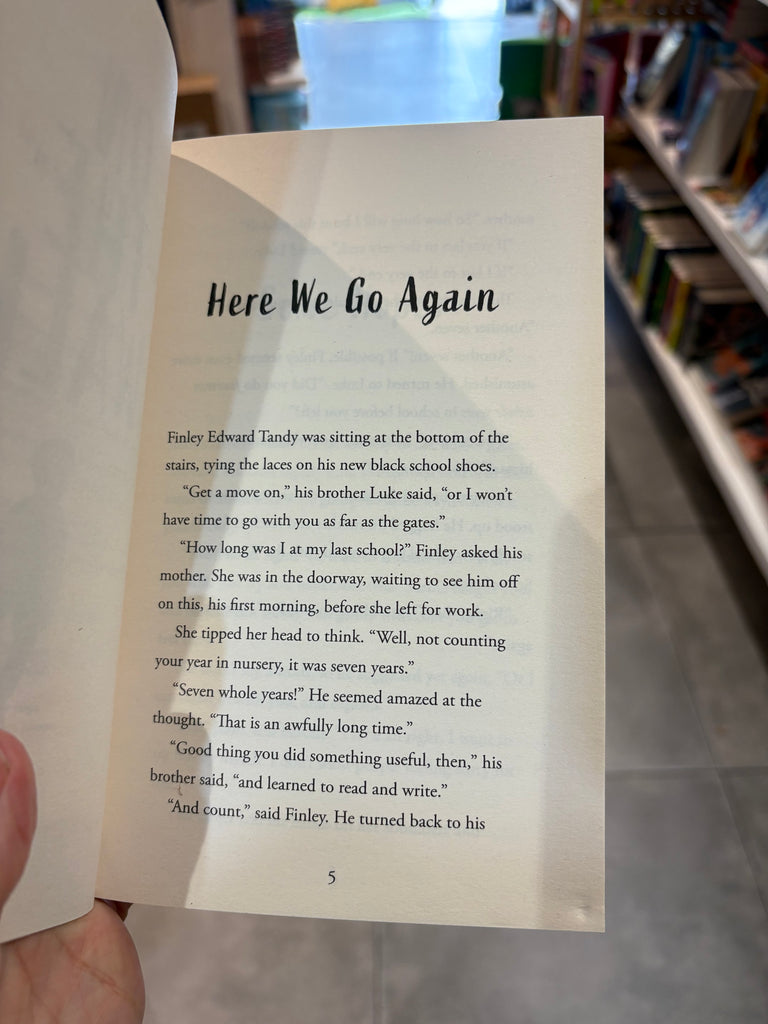 Here We Go Again
Finley Edward Tandy was sitting at the bottom of the
stairs, tying the laces on his new black school shoes.
“Get a move on,” his brother Luke said, “or I won’t
have time to go with you as far as the gates.”
“How long was I at my last school?” Finley asked his
mother. She was in the doorway, waiting to see him off
on this, his first morning, before she left for work.
She tipped her head to think. “Well, not counting
your year in nursery, it was seven years.”
“Seven whole years!” He seemed amazed at the
thought. “That is an awfully long time.”
“Good thing you did something useful, then,” his
brother said, “and learned to read and write.”
“And count,” said Finley. He turned back to his
5